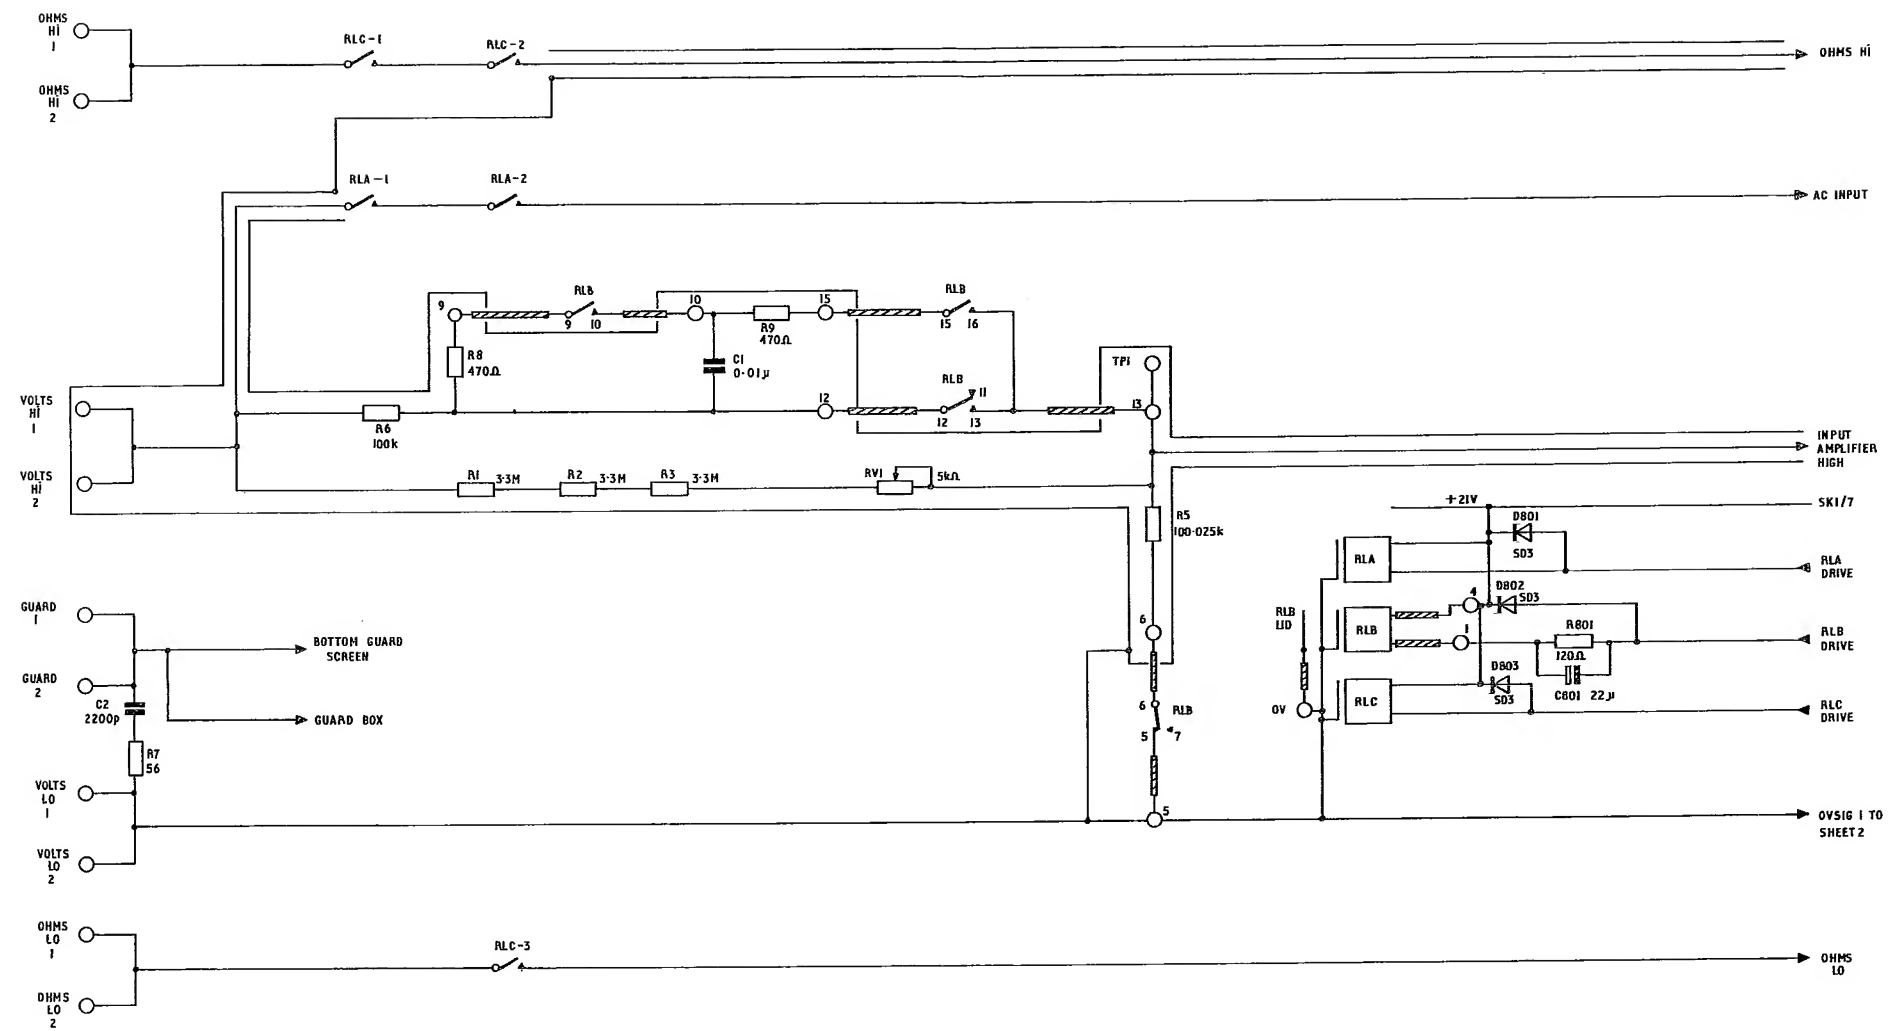 OHMS
HI
1
RLC-1
RLC-2
OHMS HI
OHMS
HI
2
RLA-1
RLA-2
AC INPUT
9
RLB
9 10
10
R9
470Ω
15
RLB
15 16
R8
470Ω
C1
0·01µ
TP1
RLB
11
12
12 13
13
VOLTS
HI
1
R6
100k
INPUT
AMPLIFIER
HIGH
VOLTS
HI
2
R1 3·3M
R2 3·3M
R3 3·3M
RV1
5kΩ
R5
100·025k
+21V
SK1/7
D801
SD3
RLA
RLA
DRIVE
GUARD
1
BOTTOM GUARD
SCREEN
6
RLB
LID
RLB
4
D802
SD3
1
R801
120Ω
C801 22µ
RLB
DRIVE
GUARD
2
C2
2200p
GUARD BOX
6
RLB
5 7
0V
RLC
D803
SD3
RLC
DRIVE
R7
56
VOLTS
LO
1
5
OVSIG 1 TO
SHEET 2
VOLTS
LO
2
OHMS
LO
1
RLC-3
OHMS
LO
OHMS
LO
2